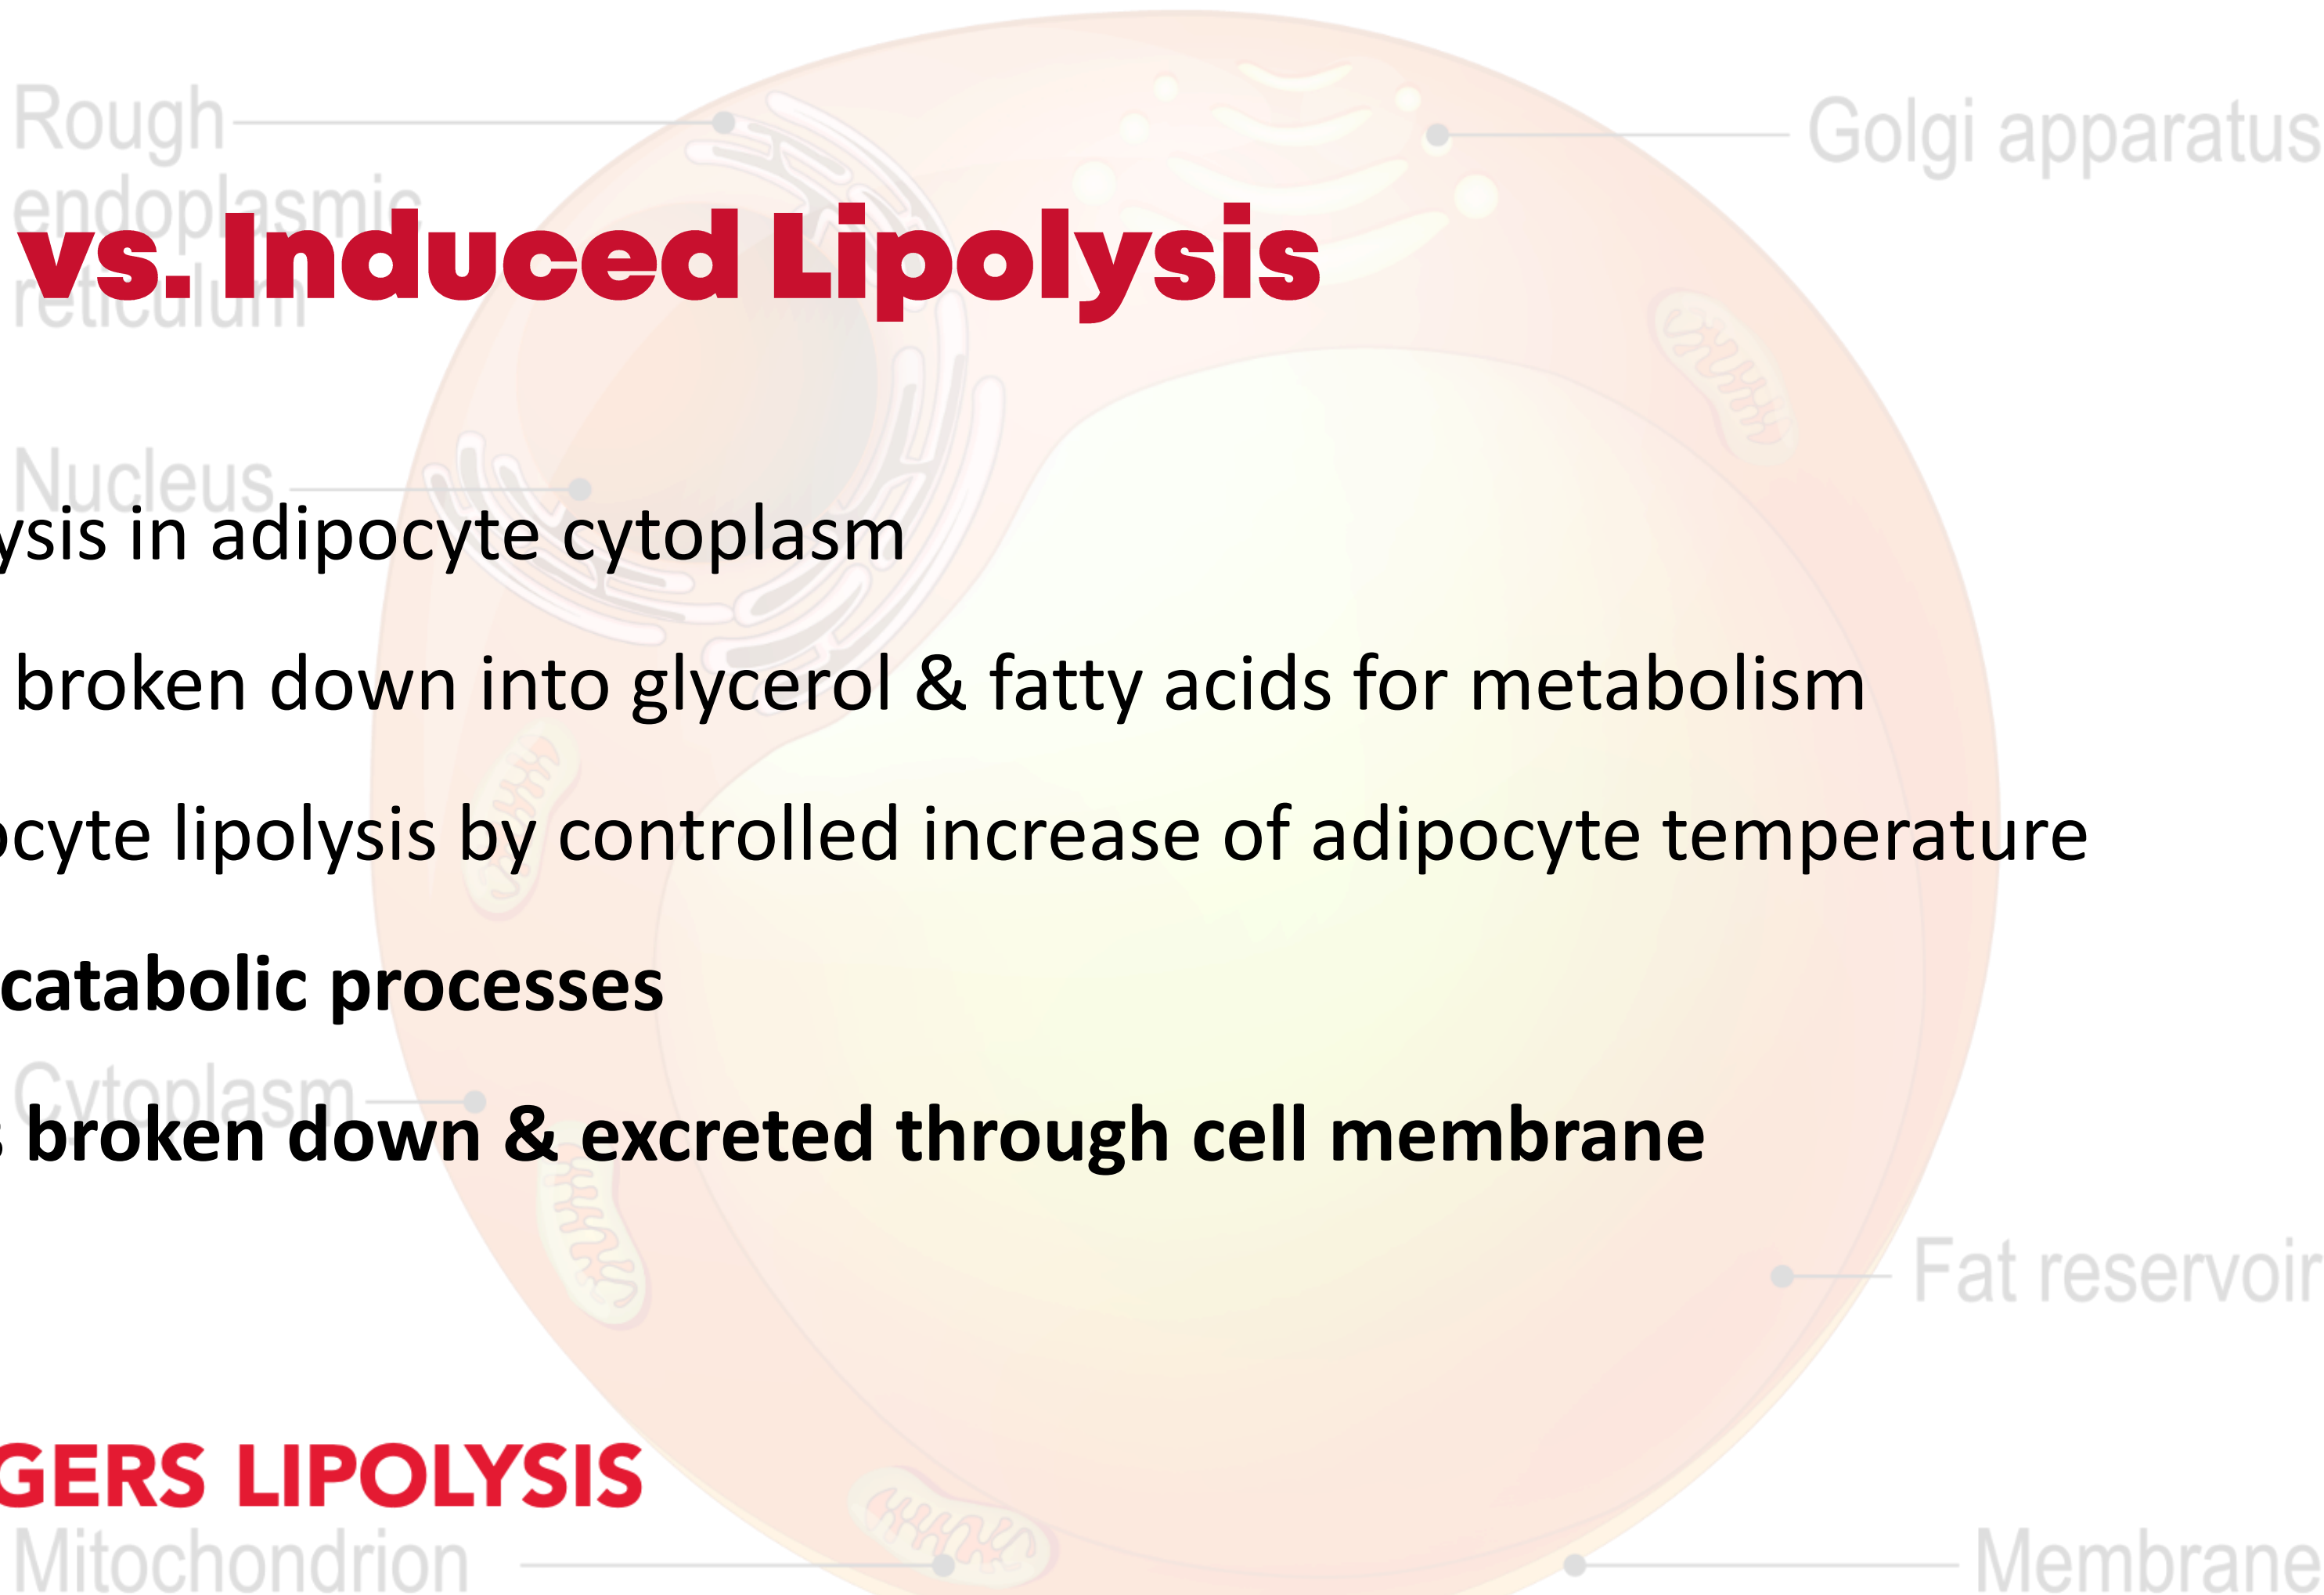 Rough
endoplasmic
reticulum
Golgi apparatus
vs. Induced Lipolysis
Nucleus
ysis in adipocyte cytoplasm
broken down into glycerol & fatty acids for metabolism
ocyte lipolysis by controlled increase of adipocyte temperature
catabolic processes
Cytoplasm
s broken down & excreted through cell membrane
Fat reservoir
GERS LIPOLYSIS
Mitochondrion
Membrane